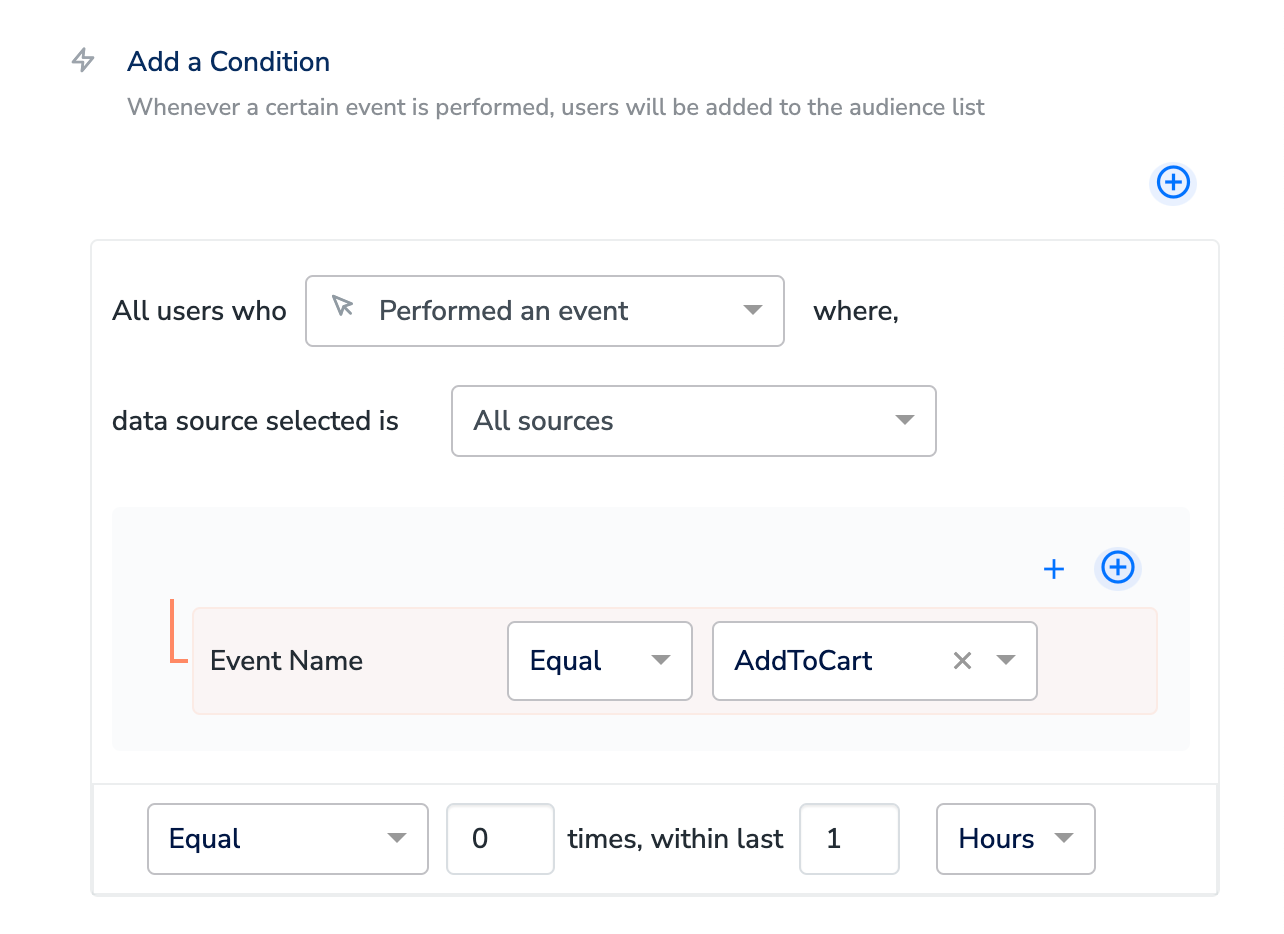 Add a Condition
Whenever a certain event is performed, users will be added to the audience list
All users who Performed an event where,
data source selected is All sources
Event Name Equal AddToCart
Equal 0 times, within last 1 Hours